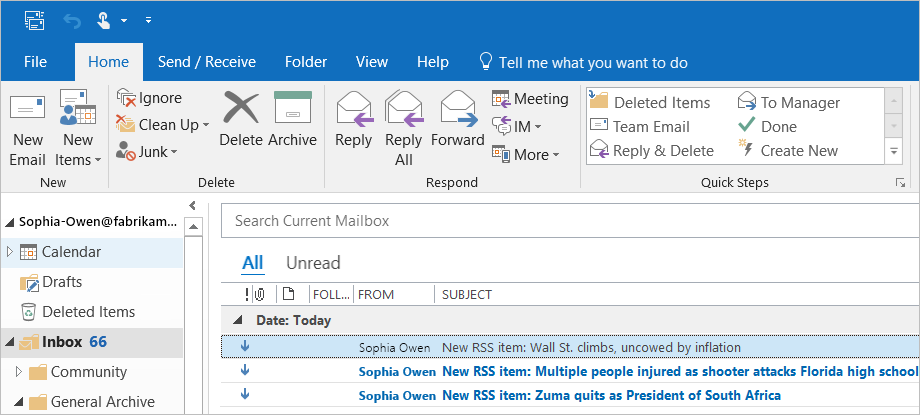 File Home Send / Receive Folder View Help Tell me what you want to do
New Email
New Items
Ignore
Clean Up
Junk
Delete
Archive
Reply
Reply All
Forward
Meeting
IM
More
Deleted Items
Team Email
Reply & Delete
To Manager
Done
Create New
New Delete Respond Quick Steps
Sophia-Owen@fabrikam...
Calendar
Drafts
Deleted Items
Inbox 66
Community
General Archive
Search Current Mailbox
All Unread
! FOLL... FROM SUBJECT
Date: Today
Sophia Owen New RSS item: Wall St. climbs, uncowed by inflation
Sophia Owen New RSS item: Multiple people injured as shooter attacks Florida high school
Sophia Owen New RSS item: Zuma quits as President of South Africa